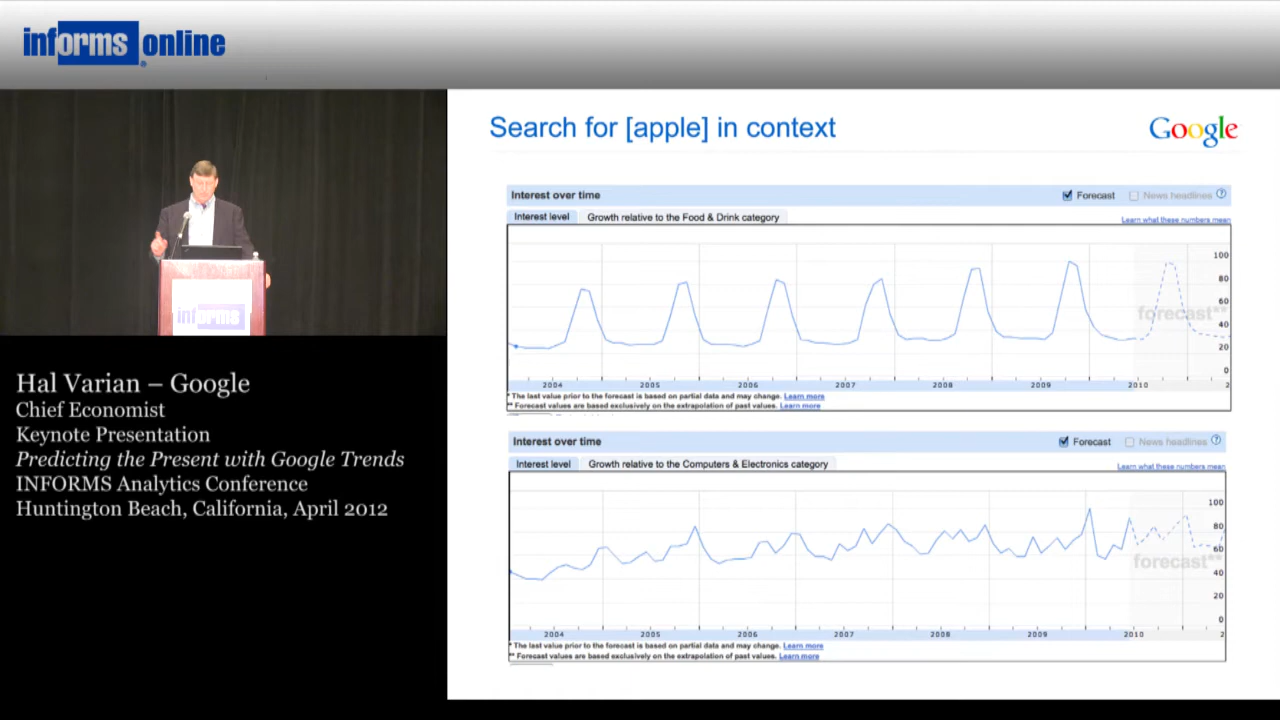 informs online
®
informs
Hal Varian – Google
Chief Economist
Keynote Presentation
Predicting the Present with Google Trends
INFORMS Analytics Conference
Huntington Beach, California, April 2012
Search for [apple] in context
Google
Interest over time
Forecast
News headlines
?
Interest level
Growth relative to the Food & Drink category
Learn what these numbers mean
100
80
60
forecast**
40
20
0
2004 2005 2006 2007 2008 2009 2010 2
* The last value prior to the forecast is based on partial data and may change. Learn more
** Forecast values are based exclusively on the extrapolation of past values. Learn more
Interest over time
Forecast
News headlines
?
Interest level
Growth relative to the Computers & Electronics category
Learn what these numbers mean
100
80
60
forecast**
40
20
0
2004 2005 2006 2007 2008 2009 2010 2
* The last value prior to the forecast is based on partial data and may change. Learn more
** Forecast values are based exclusively on the extrapolation of past values. Learn more